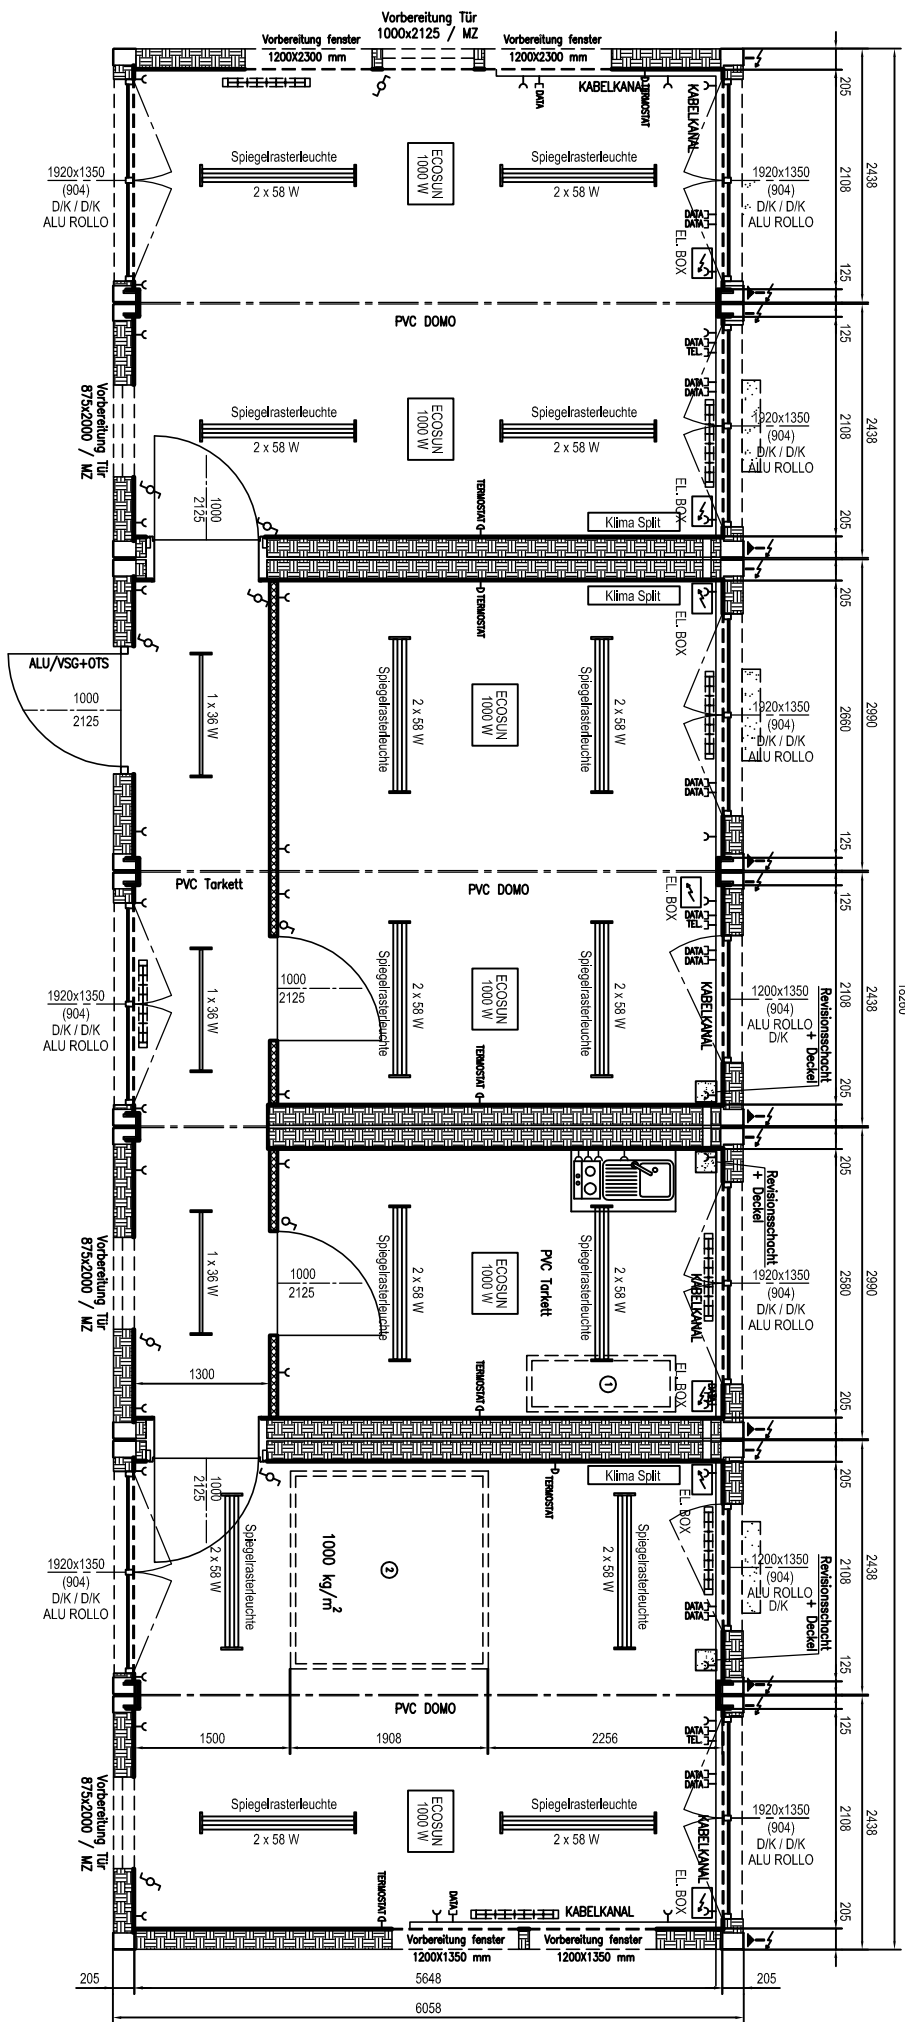 Vorbereitung Tür
1000x2125 / MZ
Vorbereitung fenster
1200X2300 mm
Vorbereitung fenster
1200X2300 mm
DATA
KABELKANAL
TERMOSTAT
KABELKANAL
205
Spiegelrasterleuchte
2 x 58 W
ECOSUN
1000 W
Spiegelrasterleuchte
2 x 58 W
1920x1350
(904)
D/K / D/K
ALU ROLLO
1920x1350
(904)
D/K / D/K
ALU ROLLO
2108
2438
DATA
DATA
EL. BOX
125
PVC DOMO
125
DATA
TEL.
DATA
DATA
Vorbereitung Tür
875x2000 / MZ
Spiegelrasterleuchte
2 x 58 W
ECOSUN
1000 W
Spiegelrasterleuchte
2 x 58 W
1920x1350
(904)
D/K / D/K
ALU ROLLO
2108
2438
1000
2125
TERMOSTAT
Klima Split
EL. BOX
205
TERMOSTAT
Klima Split
EL. BOX
205
ALU/VSG+OTS
1000
2125
1 x 36 W
2 x 58 W
Spiegelrasterleuchte
ECOSUN
1000 W
2 x 58 W
Spiegelrasterleuchte
1920x1350
(904)
D/K / D/K
ALU ROLLO
2660
2990
DATA
DATA
125
PVC Tarkett
PVC DOMO
EL. BOX
125
DATA
TEL.
DATA
DATA
1920x1350
(904)
D/K / D/K
ALU ROLLO
1 x 36 W
1000
2125
2 x 58 W
Spiegelrasterleuchte
ECOSUN
1000 W
2 x 58 W
Spiegelrasterleuchte
KABELKANAL
1200x1350
(904)
ALU ROLLO
D/K
Revisionsschacht
+ Deckel
2108
2438
TERMOSTAT
205
205
Revisionsschacht
+ Deckel
Vorbereitung Tür
875x2000 / MZ
1 x 36 W
1000
2125
2 x 58 W
Spiegelrasterleuchte
ECOSUN
1000 W
PVC Tarkett
2 x 58 W
Spiegelrasterleuchte
KABELKANAL
1920x1350
(904)
D/K / D/K
ALU ROLLO
2580
2990
1300
TERMOSTAT
1
EL. BOX
205
1000
2125
TERMOSTAT
Klima Split
EL. BOX
205
1920x1350
(904)
D/K / D/K
ALU ROLLO
Spiegelrasterleuchte
2 x 58 W
1000 kg/m²
2
Spiegelrasterleuchte
2 x 58 W
1200x1350
(904)
ALU ROLLO
D/K
Revisionsschacht
+ Deckel
2108
2438
DATA
DATA
125
PVC DOMO
125
DATA
TEL.
1500
1908
2256
DATA
DATA
Vorbereitung Tür
875x2000 / MZ
Spiegelrasterleuchte
2 x 58 W
ECOSUN
1000 W
Spiegelrasterleuchte
2 x 58 W
KABELKANAL
1920x1350
(904)
D/K / D/K
ALU ROLLO
2108
2438
TERMOSTAT
DATA
KABELKANAL
EL. BOX
205
Vorbereitung fenster
1200X1350 mm
Vorbereitung fenster
1200X1350 mm
205
5648
205
6058